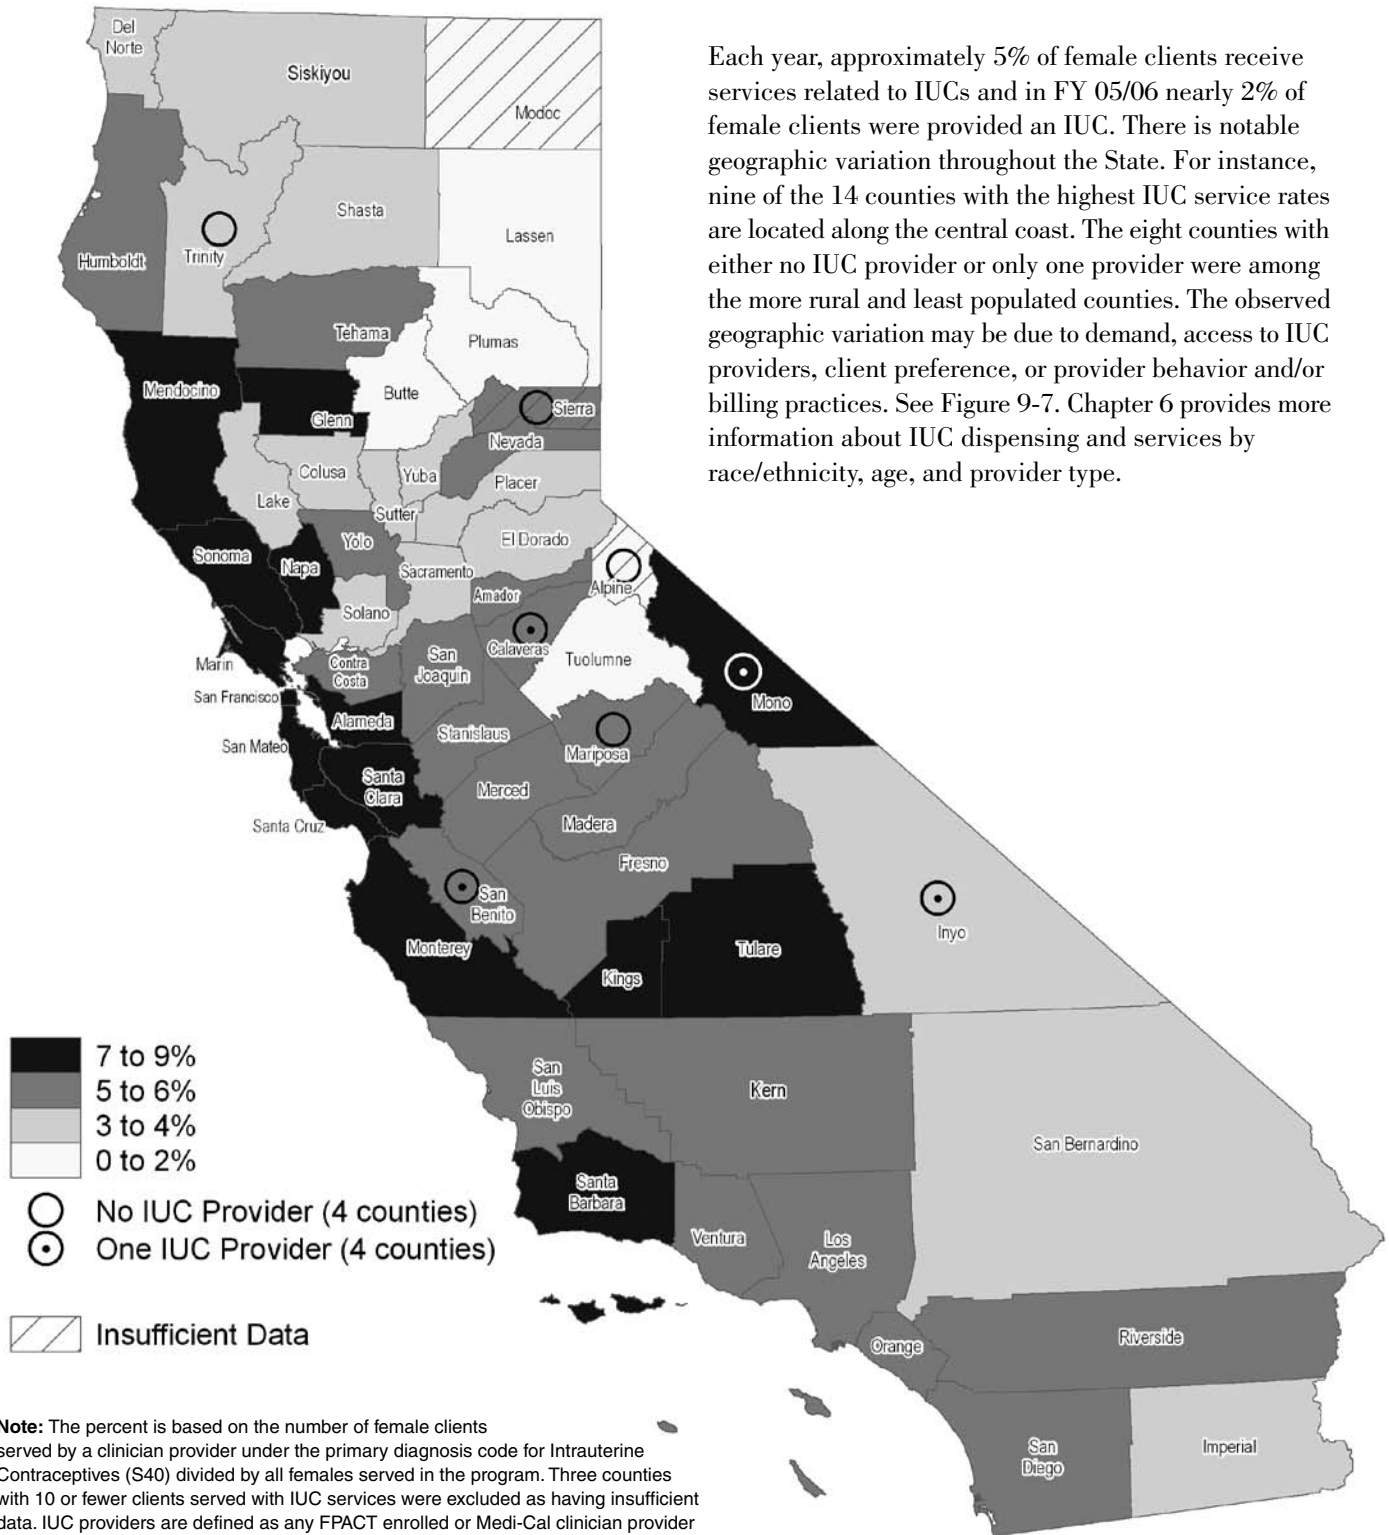 Each year, approximately 5% of female clients receive
services related to IUCs and in FY 05/06 nearly 2% of
female clients were provided an IUC. There is notable
geographic variation throughout the State. For instance,
nine of the 14 counties with the highest IUC service rates
are located along the central coast. The eight counties with
either no IUC provider or only one provider were among
the more rural and least populated counties. The observed
geographic variation may be due to demand, access to IUC
providers, client preference, or provider behavior and/or
billing practices. See Figure 9-7. Chapter 6 provides more
information about IUC dispensing and services by
race/ethnicity, age, and provider type.
Del
Norte
Siskiyou
Modoc
Shasta
Lassen
Trinity
Humboldt
Tehama
Plumas
Mendocino
Butte
Glenn
Sierra
Nevada
Colusa
Yuba
Placer
Lake
Sutter
El Dorado
Yolo
Sonoma
Napa
Sacramento
Alpine
Amador
Solano
Calaveras
Marin
Contra
Costa
San
Joaquin
Tuolumne
San Francisco
Mono
Alameda
Stanislaus
San Mateo
Mariposa
Santa
Clara
Merced
Santa Cruz
Madera
Fresno
San
Benito
Inyo
Monterey
Tulare
Kings
San
Luis
Obispo
Kern
San Bernardino
Santa
Barbara
Ventura
Los
Angeles
Riverside
Orange
San
Diego
Imperial
7 to 9%
5 to 6%
3 to 4%
0 to 2%
No IUC Provider (4 counties)
One IUC Provider (4 counties)
Insufficient Data
Note: The percent is based on the number of female clients
served by a clinician provider under the primary diagnosis code for Intrauterine
Contraceptives (S40) divided by all females served in the program. Three counties
with 10 or fewer clients served with IUC services were excluded as having insufficient
data. IUC providers are defined as any FPACT enrolled or Medi-Cal clinician provider